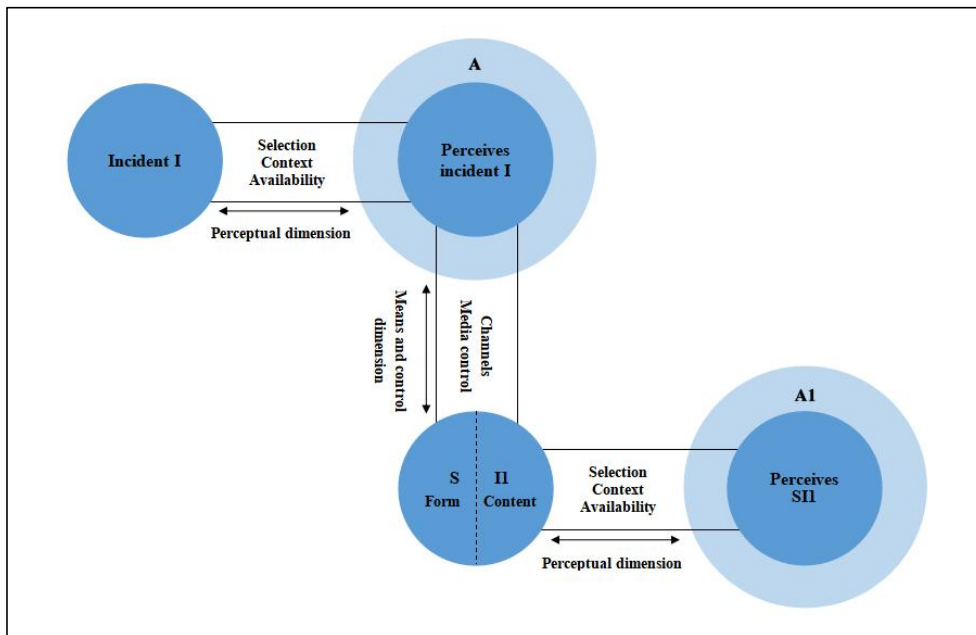 A
Incident I
Selection
Context
Availability
Perceives
incident I
Perceptual dimension
Means and control
dimension
Channels
Media control
A1
S
Form
I1
Content
Selection
Context
Availability
Perceives
SI1
Perceptual dimension